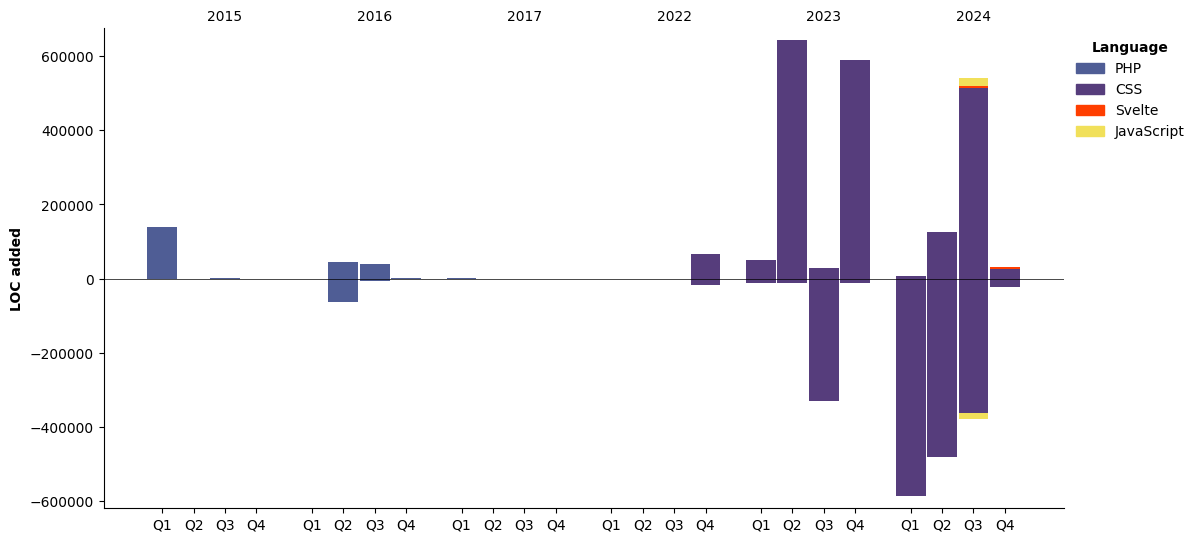 2015 2016 2017 2022 2023 2024
LOC added
600000
400000
200000
0
−200000
−400000
−600000
Q1 Q2 Q3 Q4 Q1 Q2 Q3 Q4 Q1 Q2 Q3 Q4 Q1 Q2 Q3 Q4 Q1 Q2 Q3 Q4 Q1 Q2 Q3 Q4
Language
PHP
CSS
Svelte
JavaScript